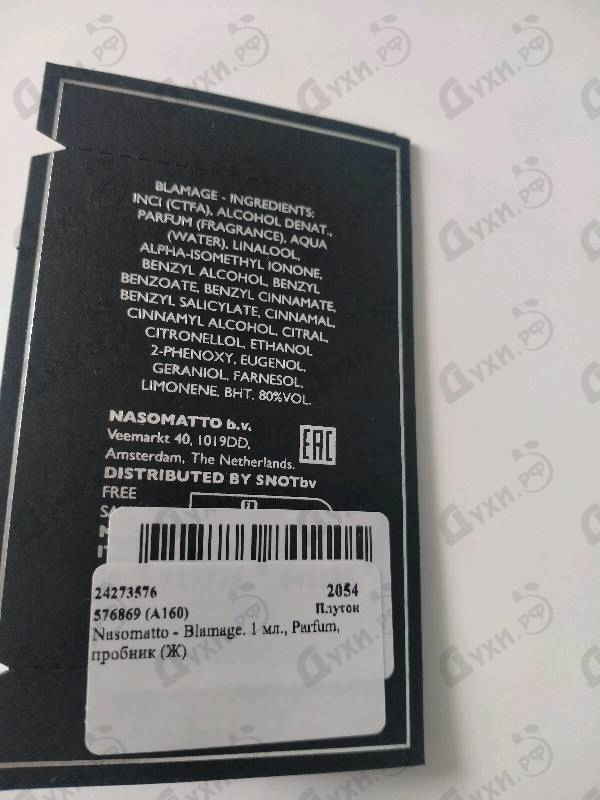 BLAMAGE - INGREDIENTS:
INCI (CTFA), ALCOHOL DENAT.,
PARFUM (FRAGRANCE), AQUA
(WATER), LINALOOL,
ALPHA-ISOMETHYL IONONE,
BENZYL ALCOHOL, BENZYL
BENZOATE, BENZYL CINNAMATE,
BENZYL SALICYLATE, CINNAMAL,
CINNAMYL ALCOHOL, CITRAL,
CITRONELLOL, ETHANOL
2-PHENOXY, EUGENOL,
GERANIOL, FARNESOL,
LIMONENE, BHT. 80%VOL.
NASOMATTO b.v.
Veemarkt 40, 1019DD,
Amsterdam, The Netherlands.
EAC
DISTRIBUTED BY SNOTbv
FREE
FR
24273576 2054
576869 (A160) Плутон
Nasomatto - Blamage. 1 мл., Parfum,
пробник (Ж)
Духи.РФ